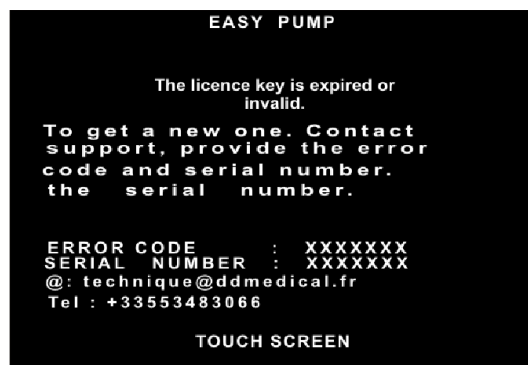 EASY PUMP
The licence key is expired or
invalid.
To get a new one. Contact
support, provide the error
code and serial number.
the serial number.
ERROR CODE : XXXXXXX
SERIAL NUMBER : XXXXXXX
@: technique@ddmedical.fr
Tel : +33553483066
TOUCH SCREEN